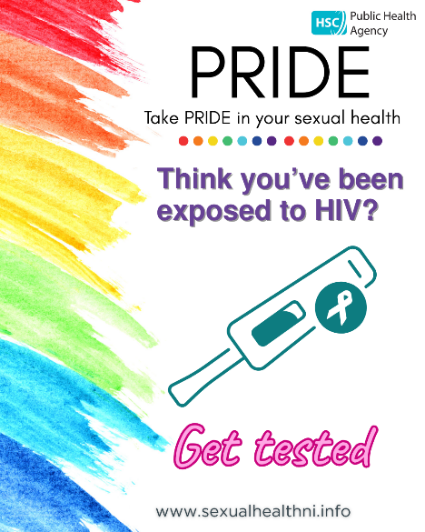 HSC Public Health
Agency
PRIDE
Take PRIDE in your sexual health
Think you've been
exposed to HIV?
Get tested
www.sexualhealthni.info